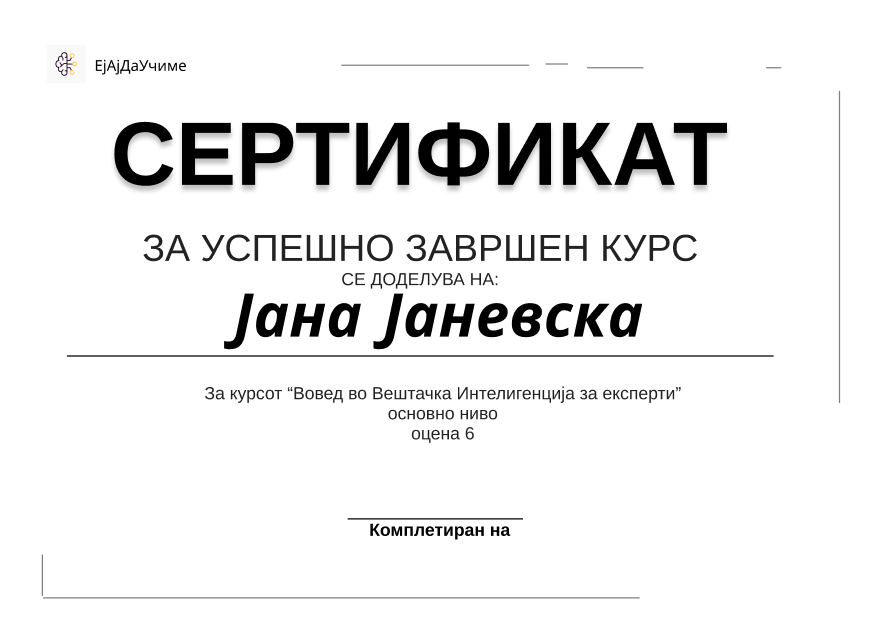 ЕјАјДаУчиме
СЕРТИФИКАТ
ЗА УСПЕШНО ЗАВРШЕН КУРС
СЕ ДОДЕЛУВА НА:
Јана Јаневска
За курсот “Вовед во Вештачка Интелигенција за експерти”
основно ниво
оцена 6
Комплетиран на